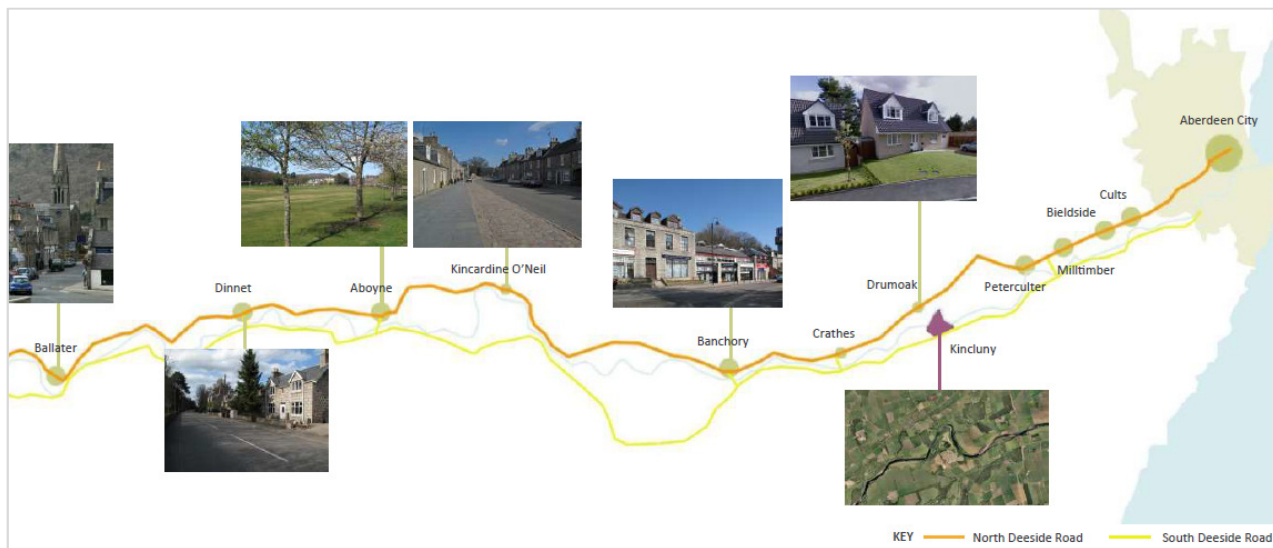 Aberdeen City
Cults
Bieldside
Milltimber
Peterculter
Drumoak
Kincluny
Crathes
Banchory
Kincardine O'Neil
Aboyne
Dinnet
Ballater
KEY
North Deeside Road
South Deeside Road